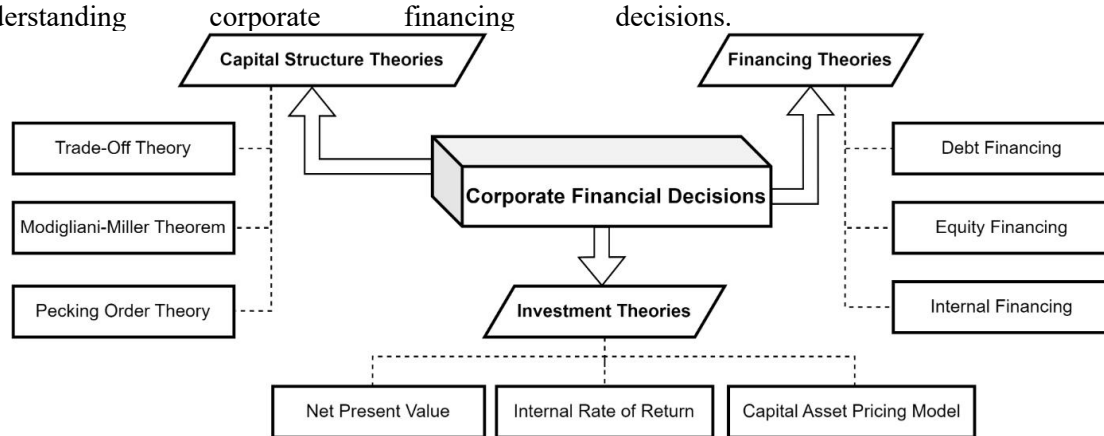 derstanding corporate financing decisions.
Capital Structure Theories
Financing Theories
Trade-Off Theory
Debt Financing
Corporate Financial Decisions
Modigliani-Miller Theorem
Equity Financing
Pecking Order Theory
Internal Financing
Investment Theories
Net Present Value
Internal Rate of Return
Capital Asset Pricing Model